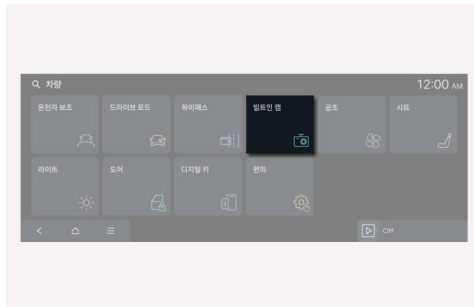 차량
12:00 AM
운전자 보조
드라이브 모드
하이패스
빌트인 캠
공조
시트
라이트
도어
디지털 키
편의
Off